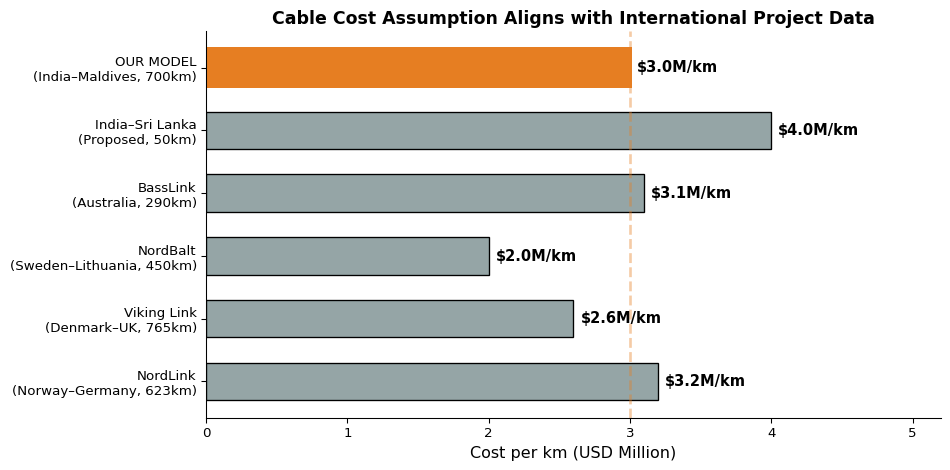 Cable Cost Assumption Aligns with International Project Data
OUR MODEL
(India–Maldives, 700km)
$3.0M/km
India–Sri Lanka
(Proposed, 50km)
$4.0M/km
BassLink
(Australia, 290km)
$3.1M/km
NordBalt
(Sweden–Lithuania, 450km)
$2.0M/km
Viking Link
(Denmark–UK, 765km)
$2.6M/km
NordLink
(Norway–Germany, 623km)
$3.2M/km
0 1 2 3 4 5
Cost per km (USD Million)